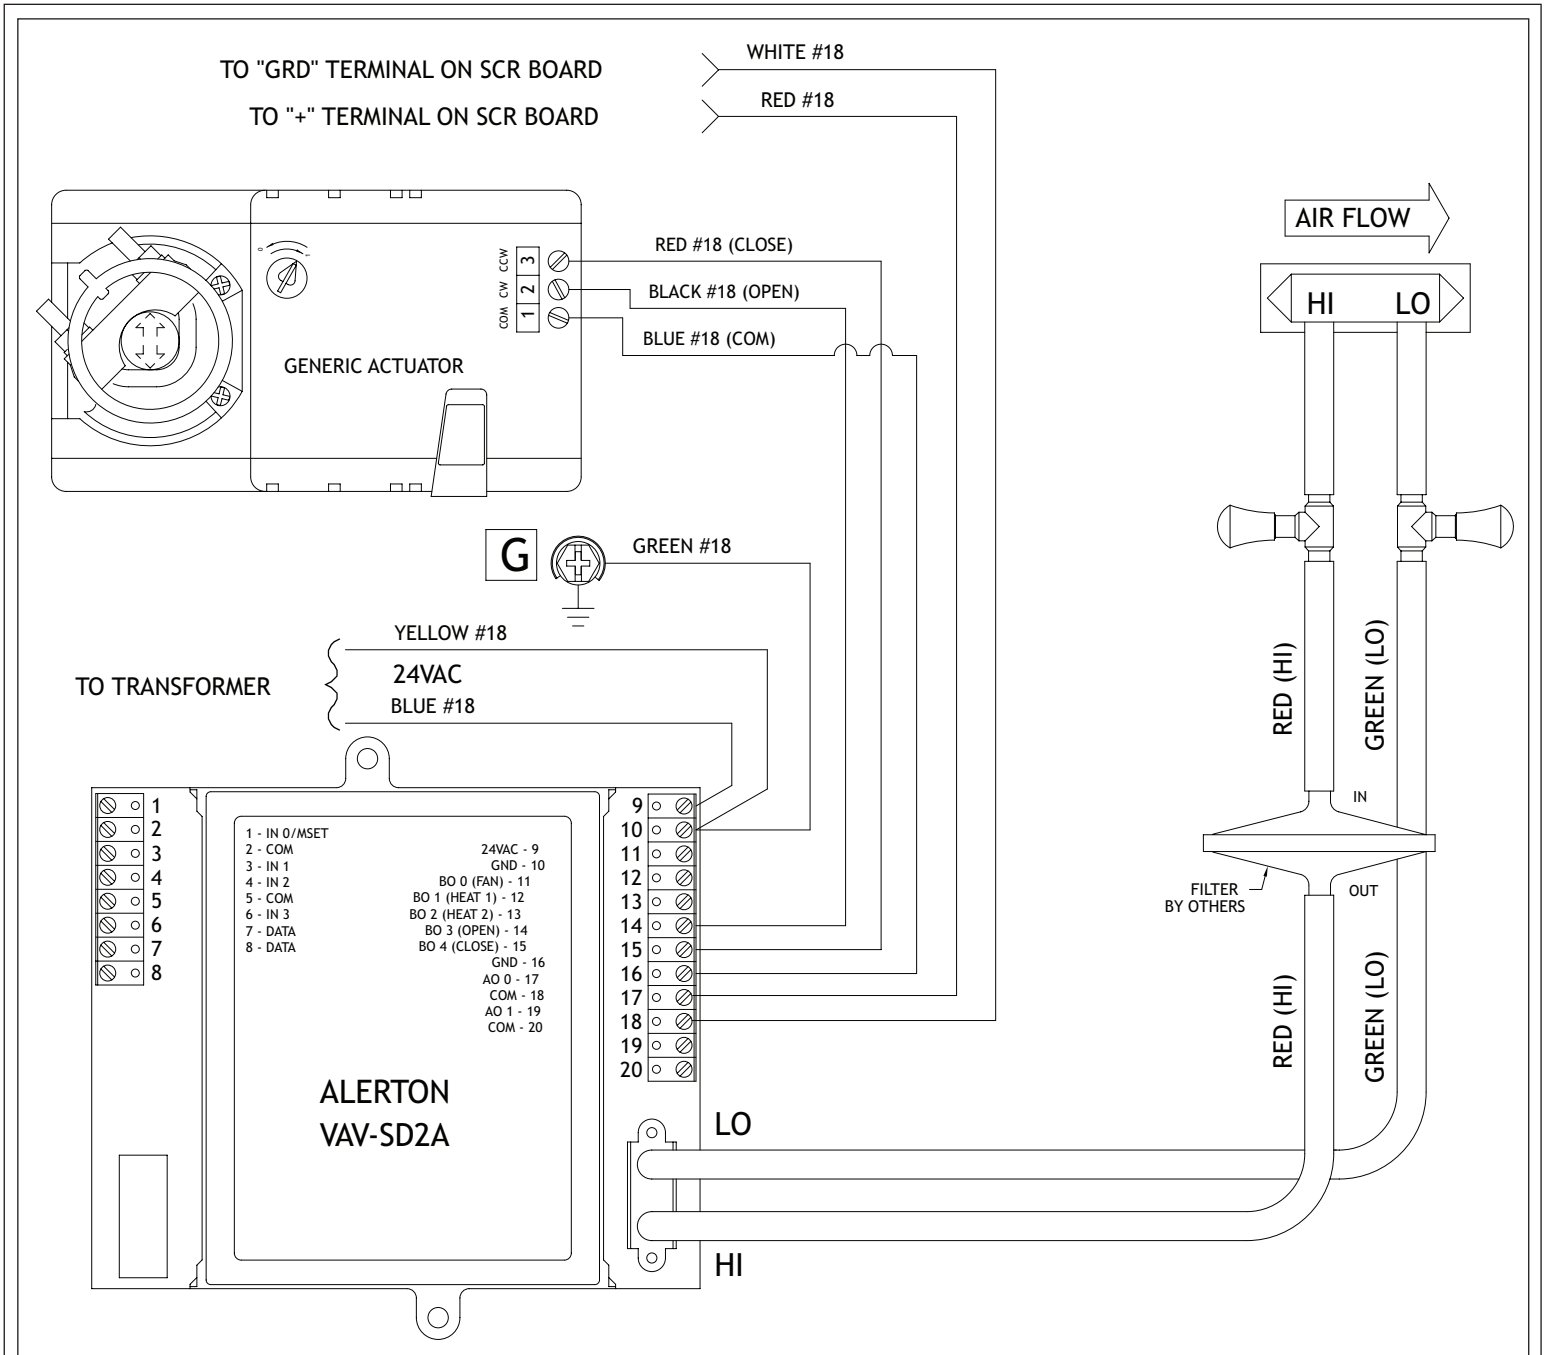 TO "GRD" TERMINAL ON SCR BOARD
WHITE #18
TO "+" TERMINAL ON SCR BOARD
RED #18
AIR FLOW
HI LO
0 1
CCW 3
CW 2
COM 1
RED #18 (CLOSE)
BLACK #18 (OPEN)
BLUE #18 (COM)
GENERIC ACTUATOR
G
GREEN #18
YELLOW #18
24VAC
BLUE #18
TO TRANSFORMER
RED (HI)
GREEN (LO)
IN
FILTER
BY OTHERS
OUT
RED (HI)
GREEN (LO)
1
2
3
4
5
6
7
8
1 - IN 0/MSET
2 - COM
3 - IN 1
4 - IN 2
5 - COM
6 - IN 3
7 - DATA
8 - DATA
24VAC - 9
GND - 10
BO 0 (FAN) - 11
BO 1 (HEAT 1) - 12
BO 2 (HEAT 2) - 13
BO 3 (OPEN) - 14
BO 4 (CLOSE) - 15
GND - 16
AO 0 - 17
COM - 18
AO 1 - 19
COM - 20
9
10
11
12
13
14
15
16
17
18
19
20
ALERTON
VAV-SD2A
LO
HI